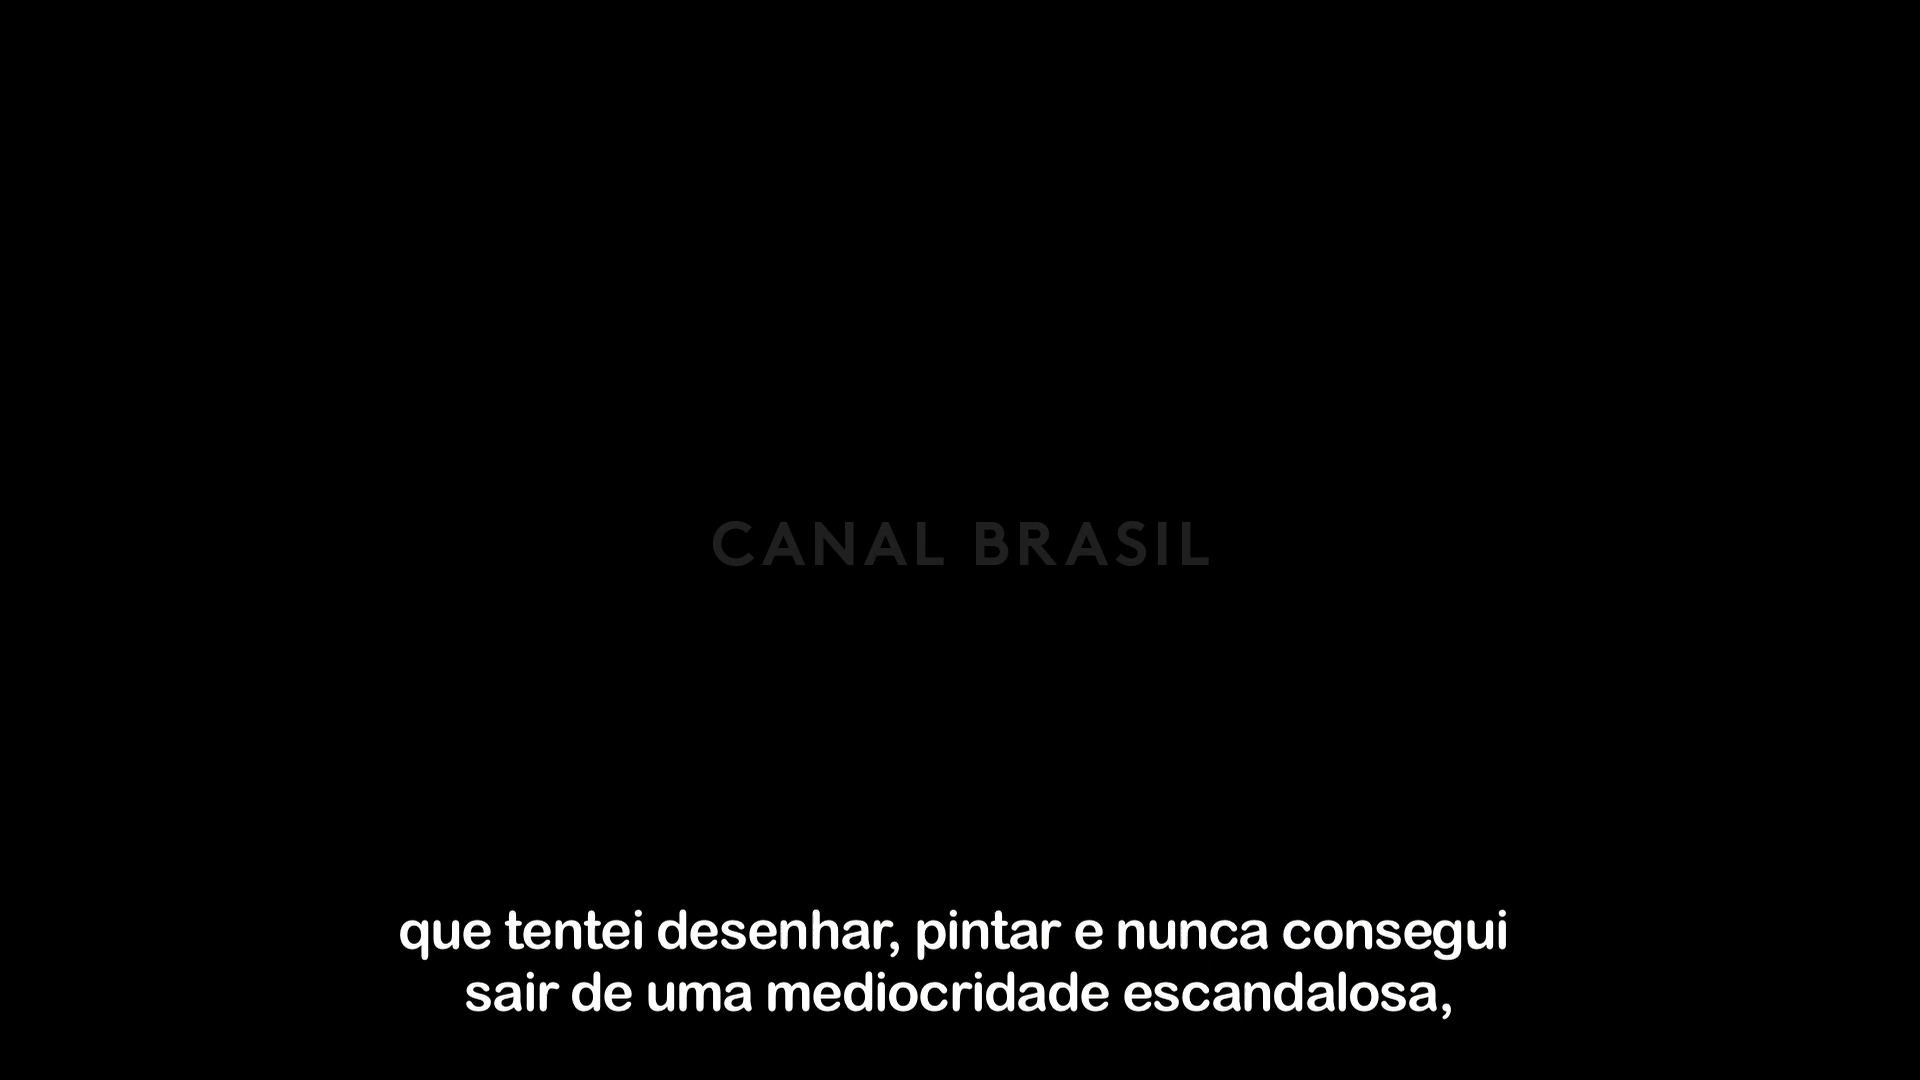 CANAL BRASIL
que tentei desenhar, pintar e nunca consegui
sair de uma mediocridade escandalosa,